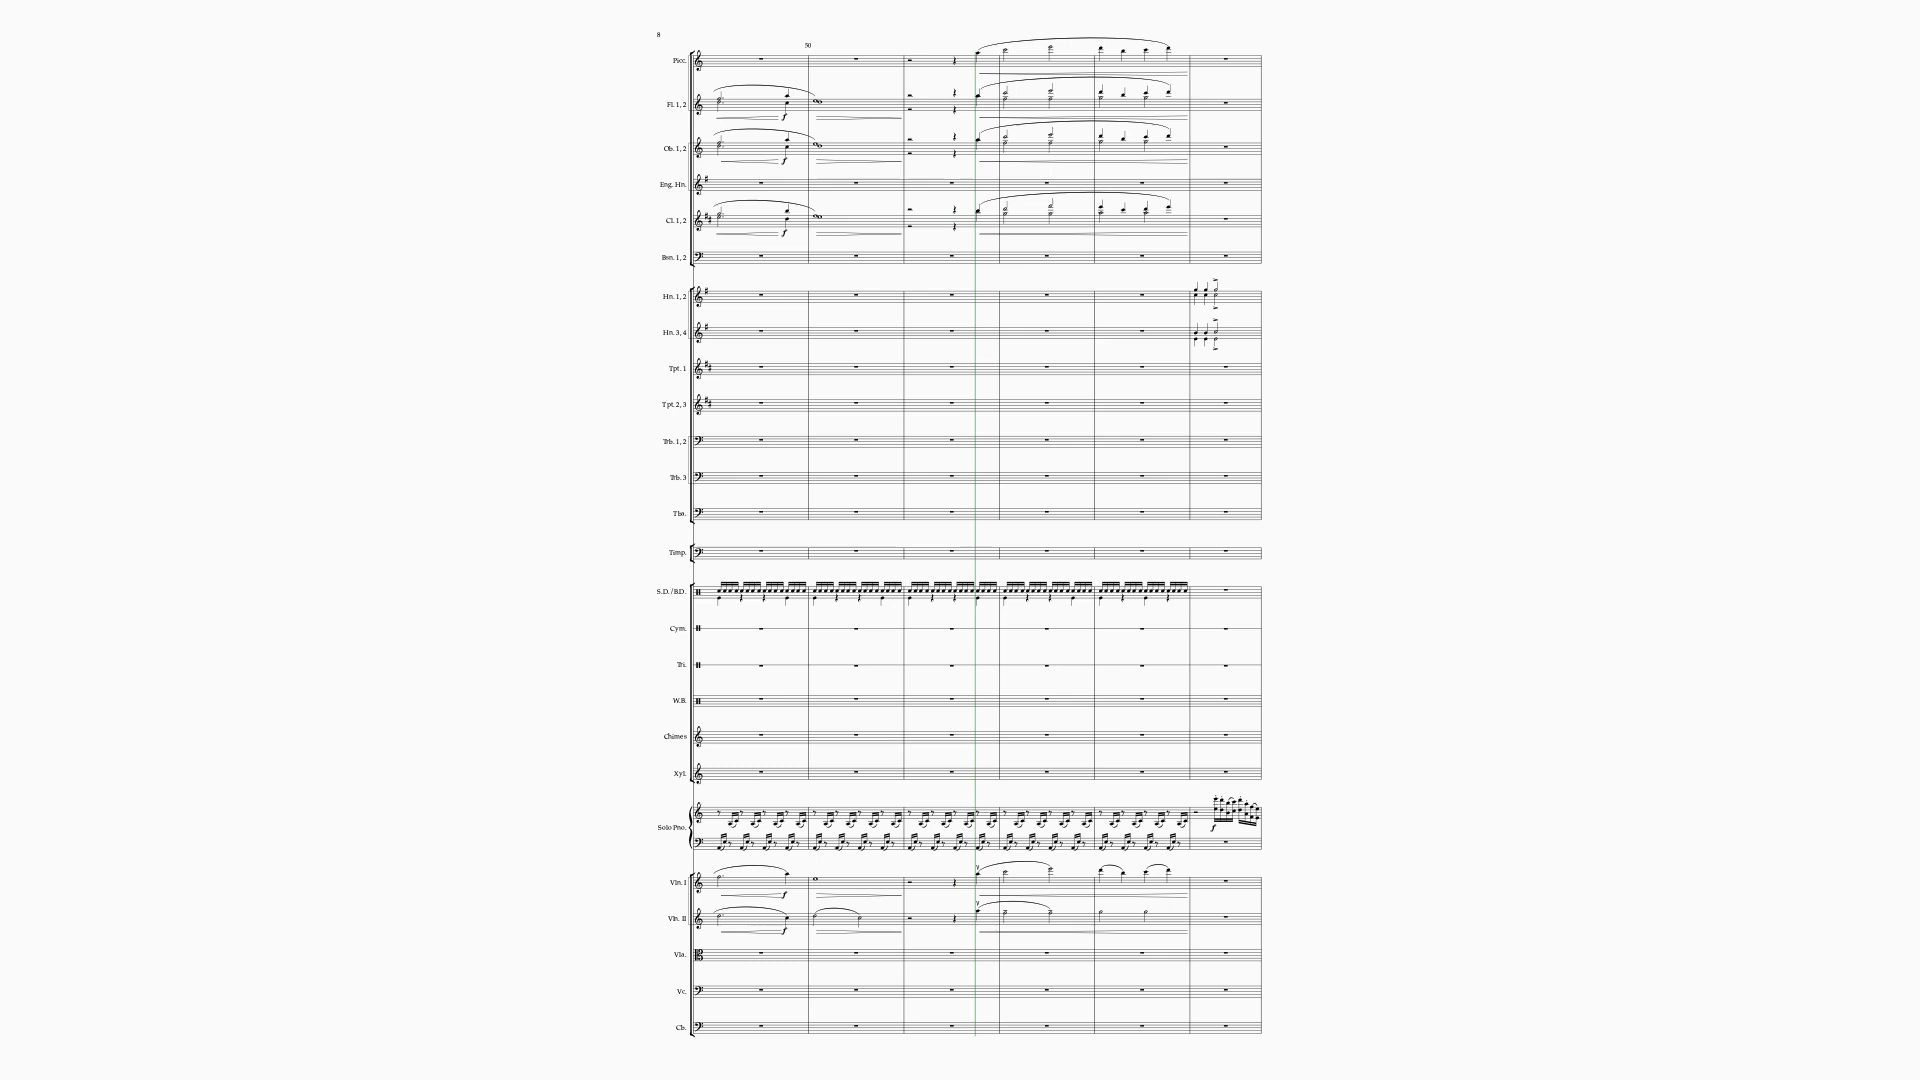 8
50
Picc.
Fl. 1, 2
f
Ob. 1, 2
f
Eng. Hn.
Cl. 1, 2
f
Bsn. 1, 2
Hn. 1, 2
Hn. 3, 4
Tpt. 1
Tpt. 2, 3
Trb. 1, 2
Trb. 3
Tba.
Timp.
S.D./B.D.
Cym.
Tri.
W.B.
Chimes
Xyl.
Solo Pno.
f
Vln. I
f
Vln. II
f
Vla.
Vc.
Cb.